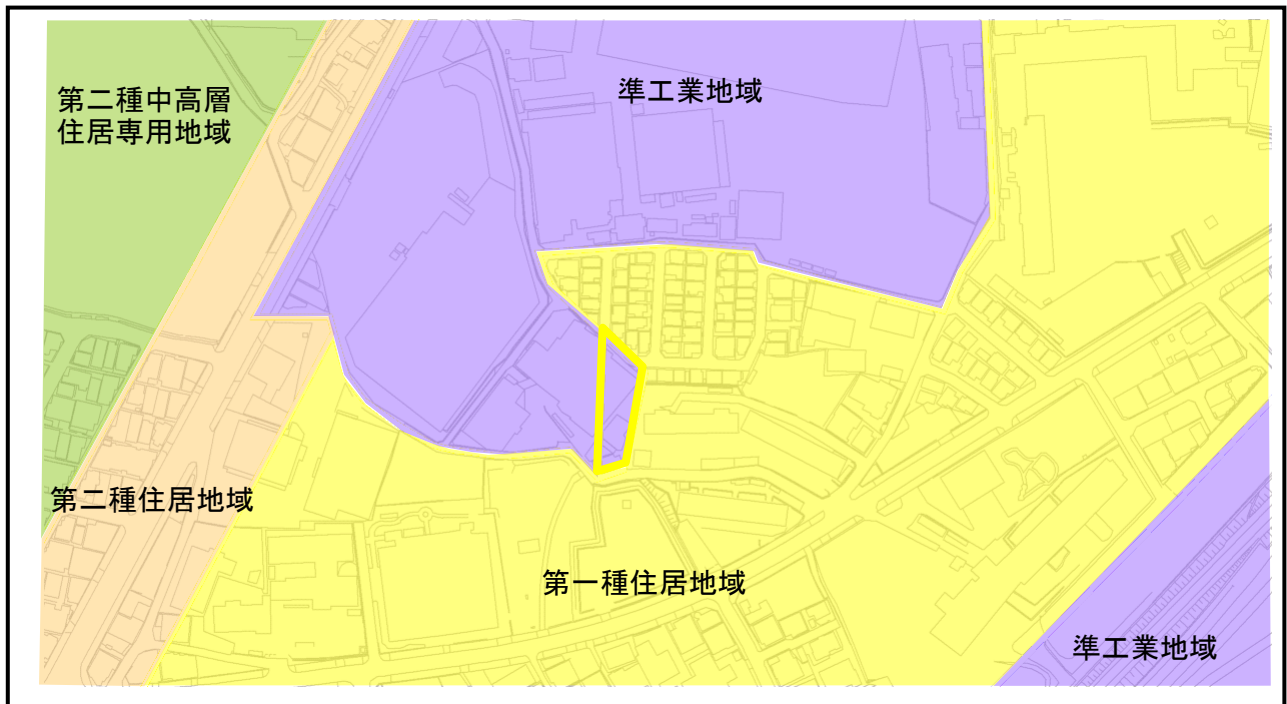 第二種中高層
住居専用地域
準工業地域
第二種住居地域
第一種住居地域
準工業地域